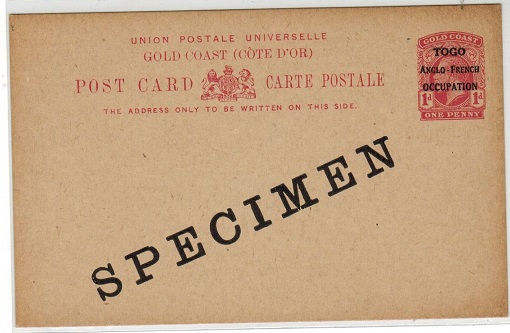 UNION POSTALE UNIVERSELLE
GOLD COAST (CÔTE D'OR)
POST CARD CARTE POSTALE
THE ADDRESS ONLY TO BE WRITTEN ON THIS SIDE.
GOLD COAST
TOGO
ANGLO-FRENCH
OCCUPATION
1d 1d
ONE PENNY
SPECIMEN